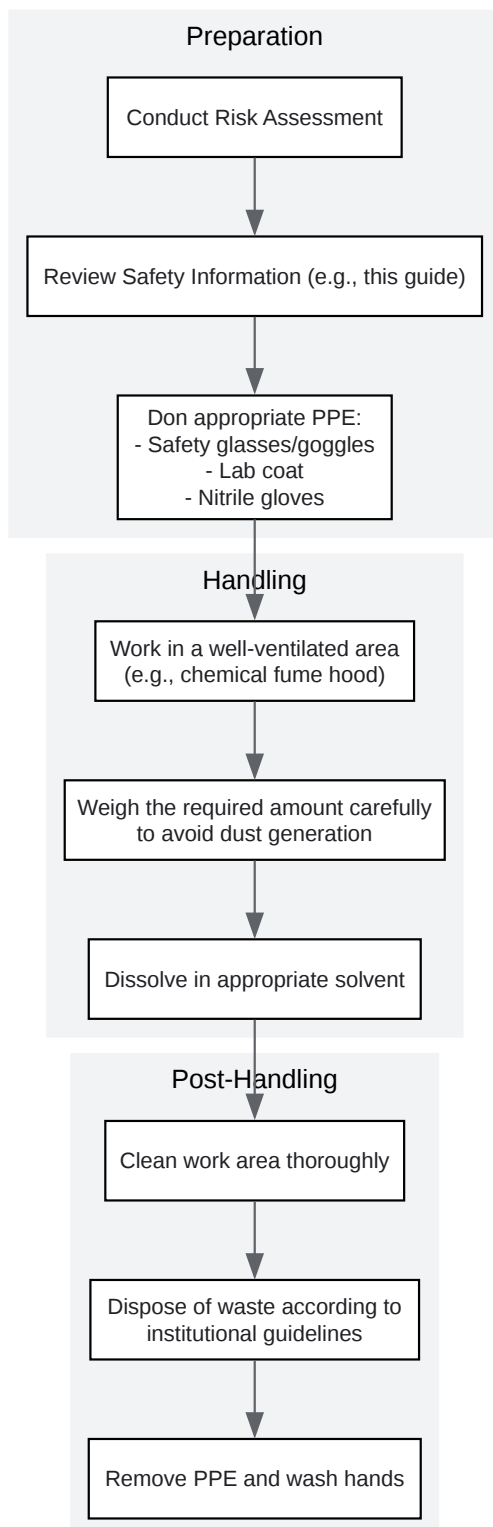 Preparation
Conduct Risk Assessment
Review Safety Information (e.g., this guide)
Don appropriate PPE:
- Safety glasses/goggles
- Lab coat
- Nitrile gloves
Handling
Work in a well-ventilated area
(e.g., chemical fume hood)
Weigh the required amount carefully
to avoid dust generation
Dissolve in appropriate solvent
Post-Handling
Clean work area thoroughly
Dispose of waste according to
institutional guidelines
Remove PPE and wash hands